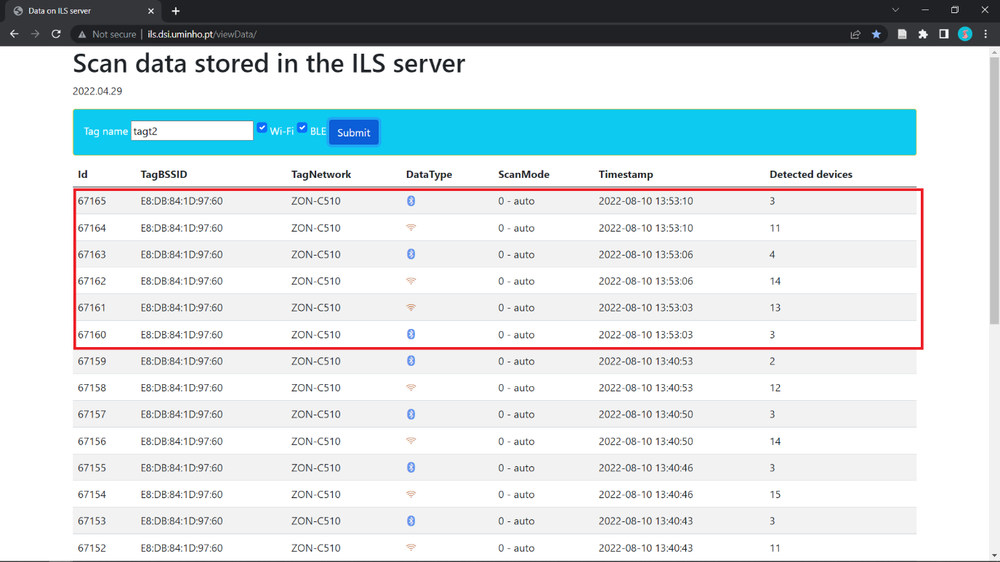 Data on ILS server
Not secure | ils.dsi.uminho.pt/viewData/
Scan data stored in the ILS server
2022.04.29
Tag name tagt2 Wi-Fi BLE Submit
Id TagBSSID TagNetwork DataType ScanMode Timestamp Detected devices
67165 E8:DB:84:1D:97:60 ZON-C510 0 - auto 2022-08-10 13:53:10 3
67164 E8:DB:84:1D:97:60 ZON-C510 0 - auto 2022-08-10 13:53:10 11
67163 E8:DB:84:1D:97:60 ZON-C510 0 - auto 2022-08-10 13:53:06 4
67162 E8:DB:84:1D:97:60 ZON-C510 0 - auto 2022-08-10 13:53:06 14
67161 E8:DB:84:1D:97:60 ZON-C510 0 - auto 2022-08-10 13:53:03 13
67160 E8:DB:84:1D:97:60 ZON-C510 0 - auto 2022-08-10 13:53:03 3
67159 E8:DB:84:1D:97:60 ZON-C510 0 - auto 2022-08-10 13:40:53 2
67158 E8:DB:84:1D:97:60 ZON-C510 0 - auto 2022-08-10 13:40:53 12
67157 E8:DB:84:1D:97:60 ZON-C510 0 - auto 2022-08-10 13:40:50 3
67156 E8:DB:84:1D:97:60 ZON-C510 0 - auto 2022-08-10 13:40:50 14
67155 E8:DB:84:1D:97:60 ZON-C510 0 - auto 2022-08-10 13:40:46 3
67154 E8:DB:84:1D:97:60 ZON-C510 0 - auto 2022-08-10 13:40:46 15
67153 E8:DB:84:1D:97:60 ZON-C510 0 - auto 2022-08-10 13:40:43 3
67152 E8:DB:84:1D:97:60 ZON-C510 0 - auto 2022-08-10 13:40:43 11